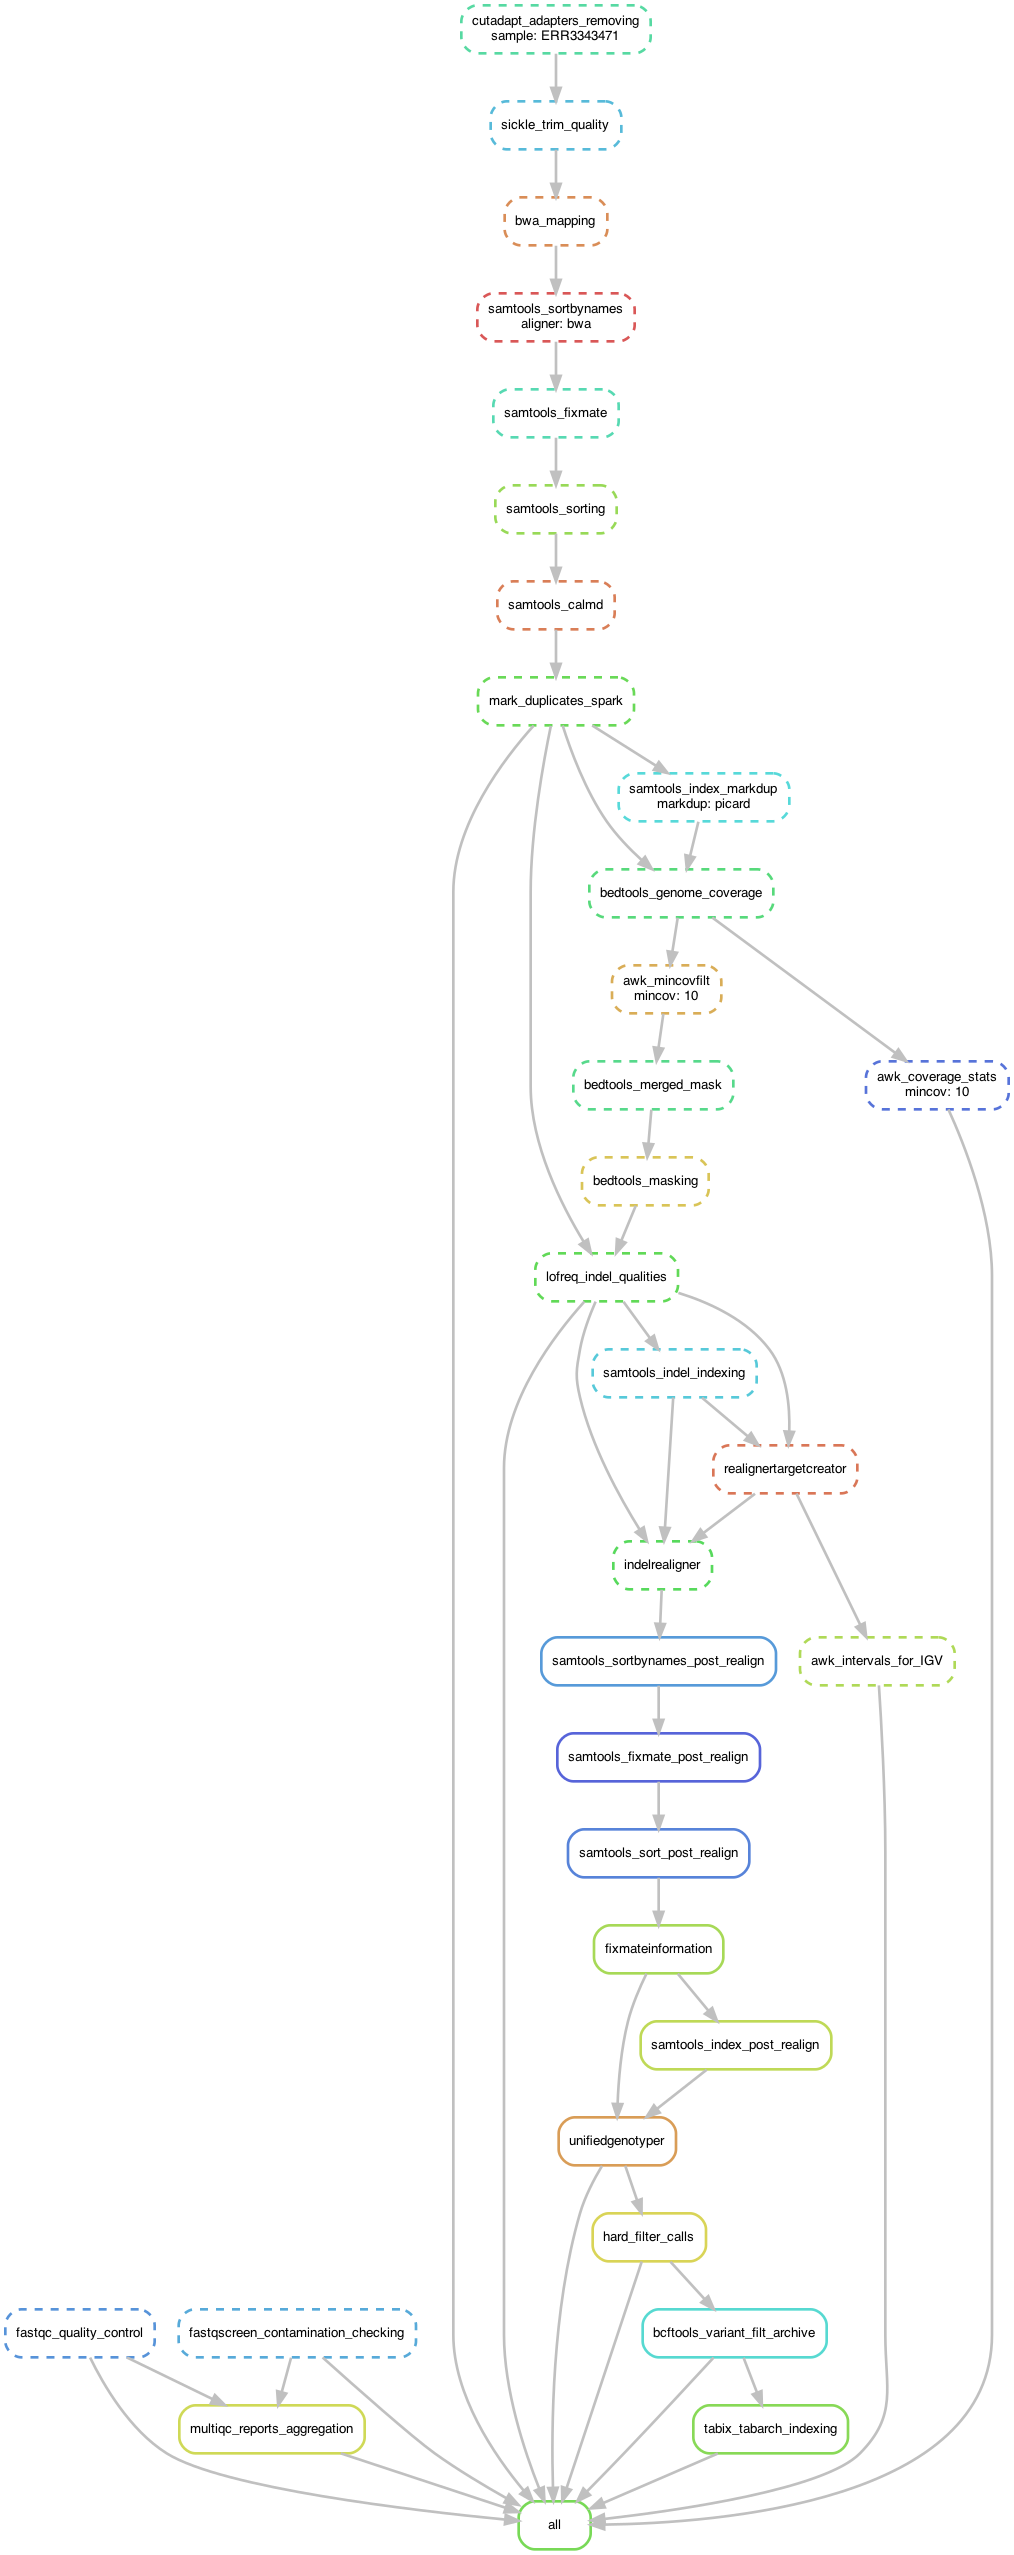 cutadapt_adapters_removing
sample: ERR3343471
sickle_trim_quality
bwa_mapping
samtools_sortbynames
aligner: bwa
samtools_fixmate
samtools_sorting
samtools_calmd
mark_duplicates_spark
samtools_index_markdup
markdup: picard
bedtools_genome_coverage
awk_mincovfilt
mincov: 10
bedtools_merged_mask
awk_coverage_stats
mincov: 10
bedtools_masking
lofreq_indel_qualities
samtools_indel_indexing
realignertargetcreator
indelrealigner
samtools_sortbynames_post_realign
awk_intervals_for_IGV
samtools_fixmate_post_realign
samtools_sort_post_realign
fixmateinformation
samtools_index_post_realign
unifiedgenotyper
hard_filter_calls
fastqc_quality_control
fastqscreen_contamination_checking
bcftools_variant_filt_archive
multiqc_reports_aggregation
tabix_tabarch_indexing
all